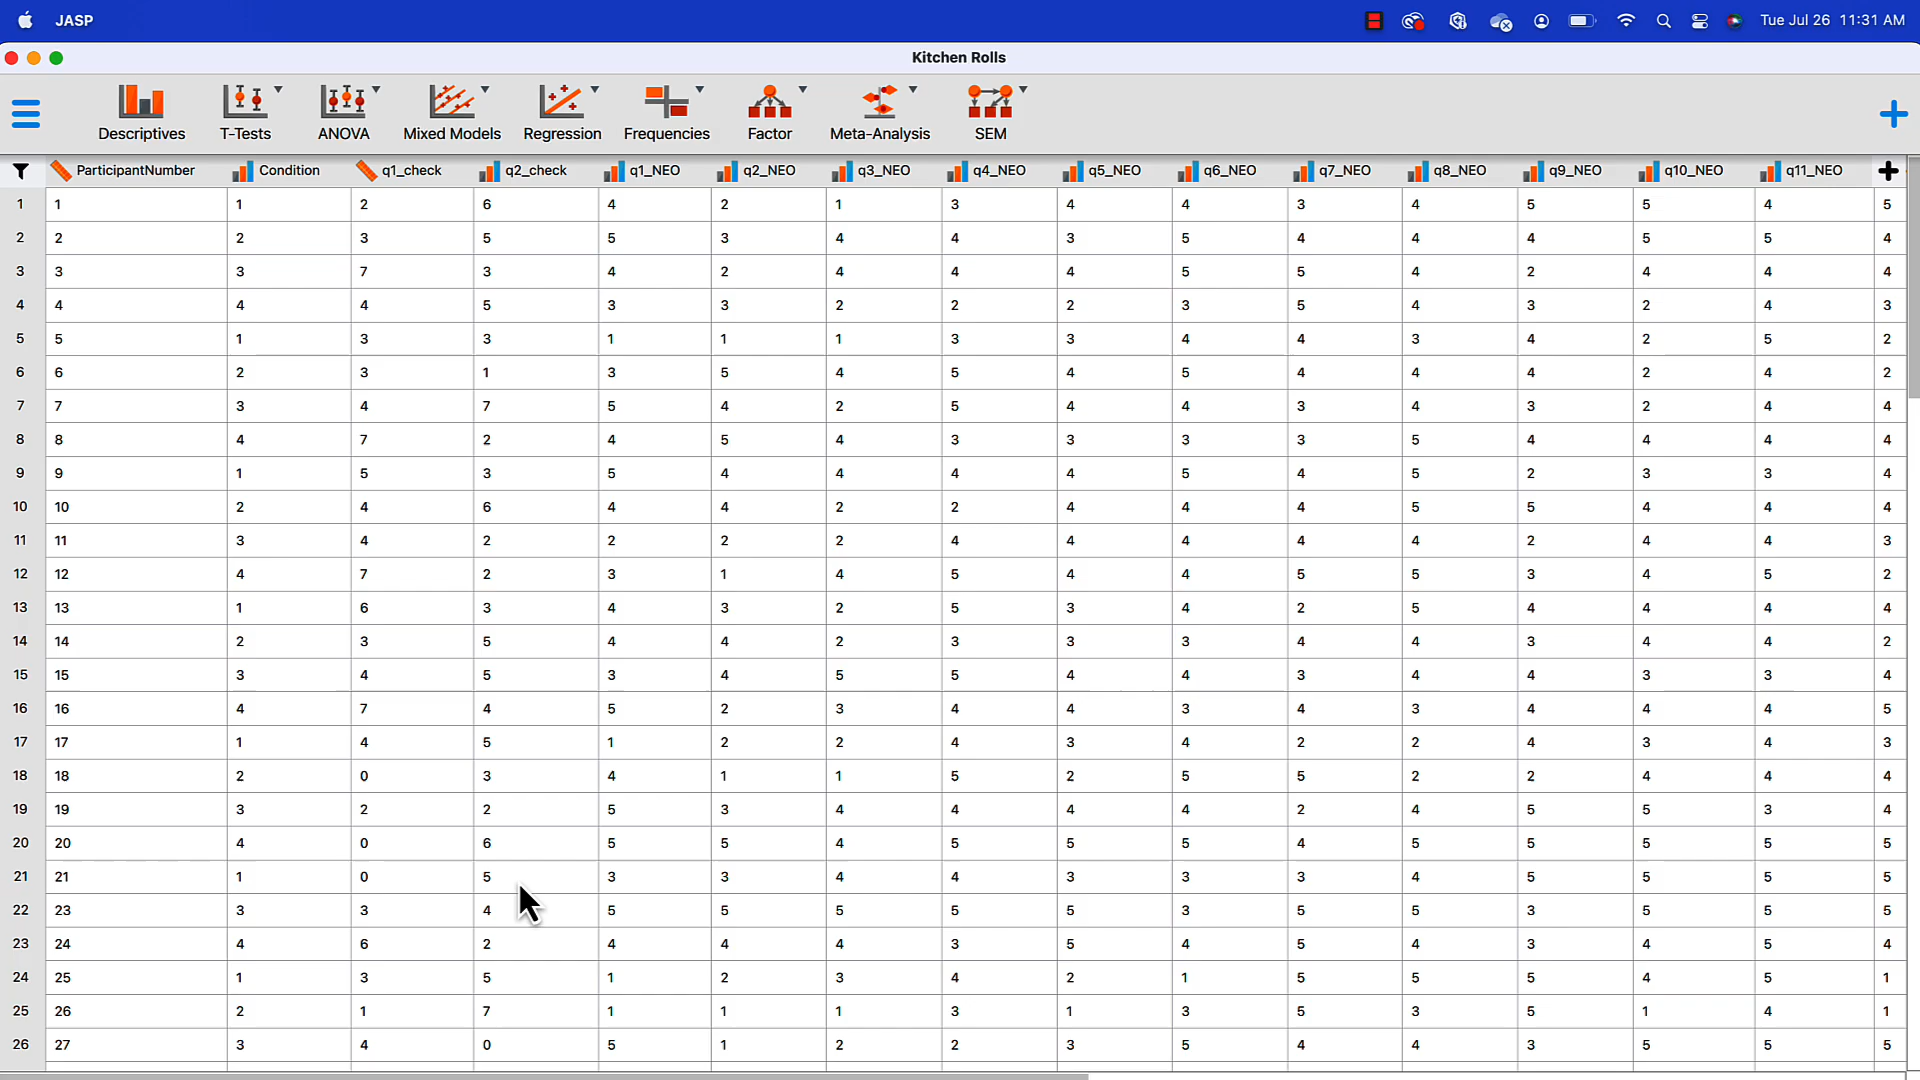 JASP Tue Jul 26 11:31 AM
Kitchen Rolls
Descriptives T-Tests ANOVA Mixed Models Regression Frequencies Factor Meta-Analysis SEM
ParticipantNumber Condition q1_check q2_check q1_NEO q2_NEO q3_NEO q4_NEO q5_NEO q6_NEO q7_NEO q8_NEO q9_NEO q10_NEO q11_NEO
1 1 1 2 6 4 2 1 3 4 4 3 4 5 5 4 5
2 2 2 3 5 5 3 4 4 3 5 4 4 4 5 5 4
3 3 3 7 3 4 2 4 4 4 5 5 4 2 4 4 4
4 4 4 4 5 3 3 2 2 2 3 5 4 3 2 4 3
5 5 1 3 3 1 1 1 3 3 4 4 3 4 2 5 2
6 6 2 3 1 3 5 4 5 4 5 4 4 4 2 4 2
7 7 3 4 7 5 4 2 5 4 4 3 4 3 2 4 4
8 8 4 7 2 4 5 4 3 3 3 3 5 4 4 4 4
9 9 1 5 3 5 4 4 4 4 5 4 5 2 3 3 4
10 10 2 4 6 4 4 2 2 4 4 4 5 5 4 4 4
11 11 3 4 2 2 2 2 4 4 4 4 4 2 4 4 3
12 12 4 7 2 3 1 4 5 4 4 5 5 3 4 5 2
13 13 1 6 3 4 3 2 5 3 4 2 5 4 4 4 4
14 14 2 3 5 4 4 2 3 3 3 4 4 3 4 4 2
15 15 3 4 5 3 4 5 5 4 4 3 4 4 3 3 4
16 16 4 7 4 5 2 3 4 4 3 4 3 4 4 4 5
17 17 1 4 5 1 2 2 4 3 4 2 2 4 3 4 3
18 18 2 0 3 4 1 1 5 2 5 5 2 2 4 4 4
19 19 3 2 2 5 3 4 4 4 4 2 4 5 5 3 4
20 20 4 0 6 5 5 4 5 5 5 4 5 5 5 5 5
21 21 1 0 5 3 3 4 4 3 3 3 4 5 5 5 5
22 23 3 3 4 5 5 5 5 5 3 5 5 3 5 5 5
23 24 4 6 2 4 4 4 3 5 4 5 4 3 4 5 4
24 25 1 3 5 1 2 3 4 2 1 5 5 5 4 5 1
25 26 2 1 7 1 1 1 3 1 3 5 3 5 1 4 1
26 27 3 4 0 5 1 2 2 3 5 4 4 3 5 5 5